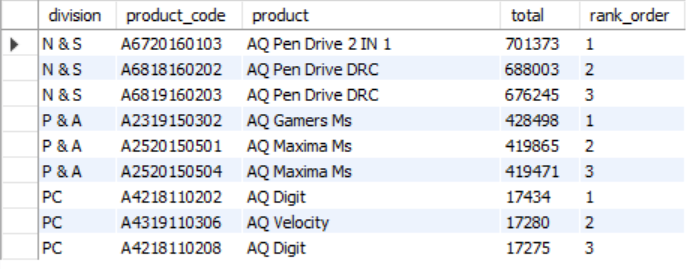 division product_code product total rank_order
N & S A6720160103 AQ Pen Drive 2 IN 1 701373 1
N & S A6818160202 AQ Pen Drive DRC 688003 2
N & S A6819160203 AQ Pen Drive DRC 676245 3
P & A A2319150302 AQ Gamers Ms 428498 1
P & A A2520150501 AQ Maxima Ms 419865 2
P & A A2520150504 AQ Maxima Ms 419471 3
PC A4218110202 AQ Digit 17434 1
PC A4319110306 AQ Velocity 17280 2
PC A4218110208 AQ Digit 17275 3